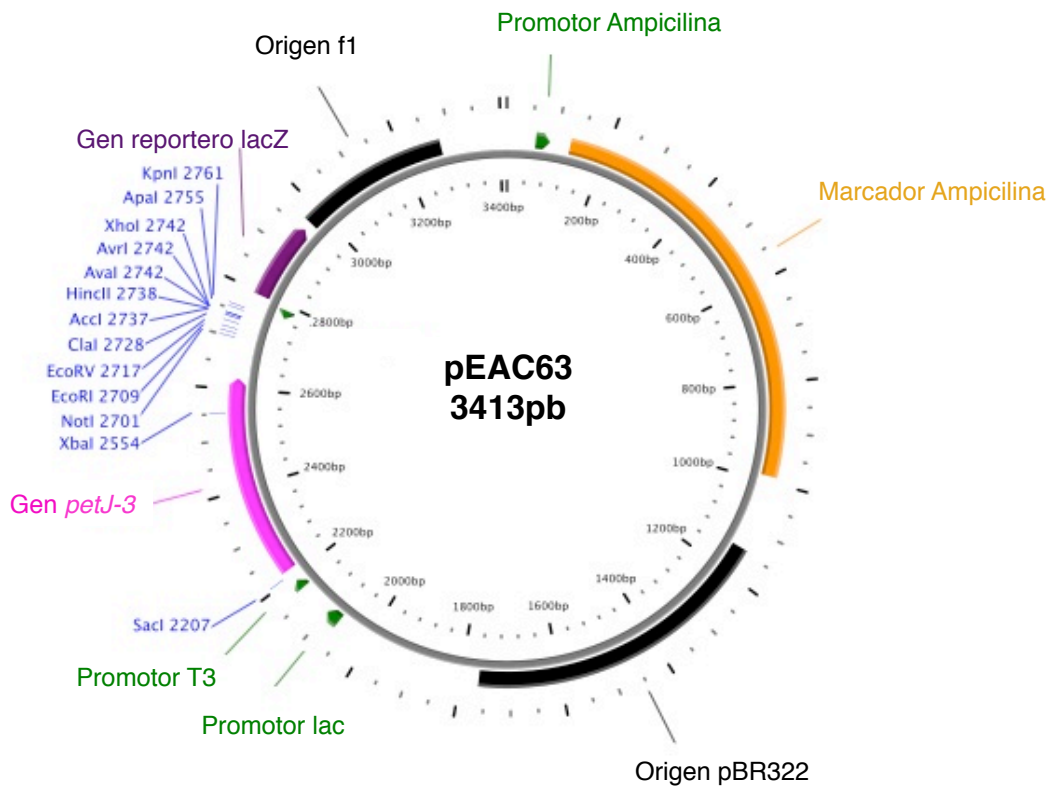 Promotor Ampicilina
Origen f1
Gen reportero lacZ
KpnI 2761
ApaI 2755
XhoI 2742
AvrI 2742
AvaI 2742
HincII 2738
AccI 2737
ClaI 2728
EcoRV 2717
EcoRI 2709
NotI 2701
XbaI 2554
Marcador Ampicilina
3400bp
200bp
400bp
600bp
800bp
1000bp
1200bp
1400bp
1600bp
1800bp
2000bp
2200bp
2400bp
2600bp
2800bp
3000bp
3200bp
pEAC63
3413pb
Gen petJ-3
SacI 2207
Promotor T3
Promotor lac
Origen pBR322